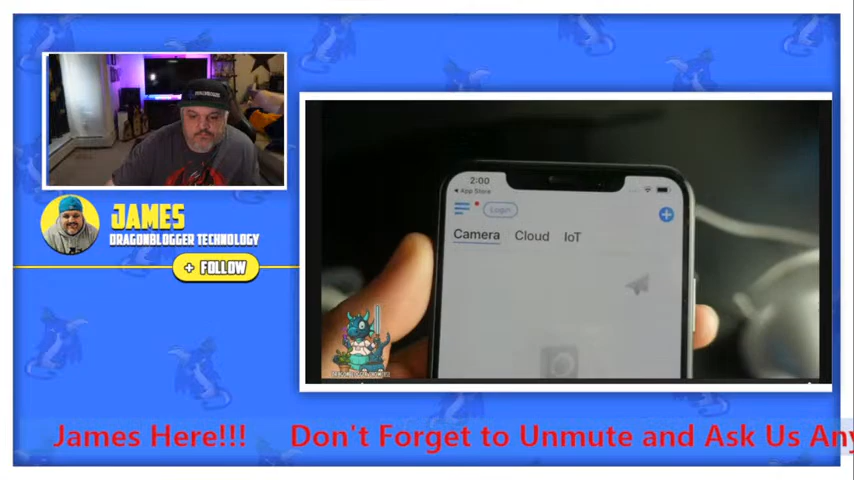 JAMES
DRAGONBLOGGER TECHNOLOGY
+ FOLLOW
2:00
App Store
Login
Camera Cloud IoT
James Here!!! Don't Forget to Unmute and Ask Us Any